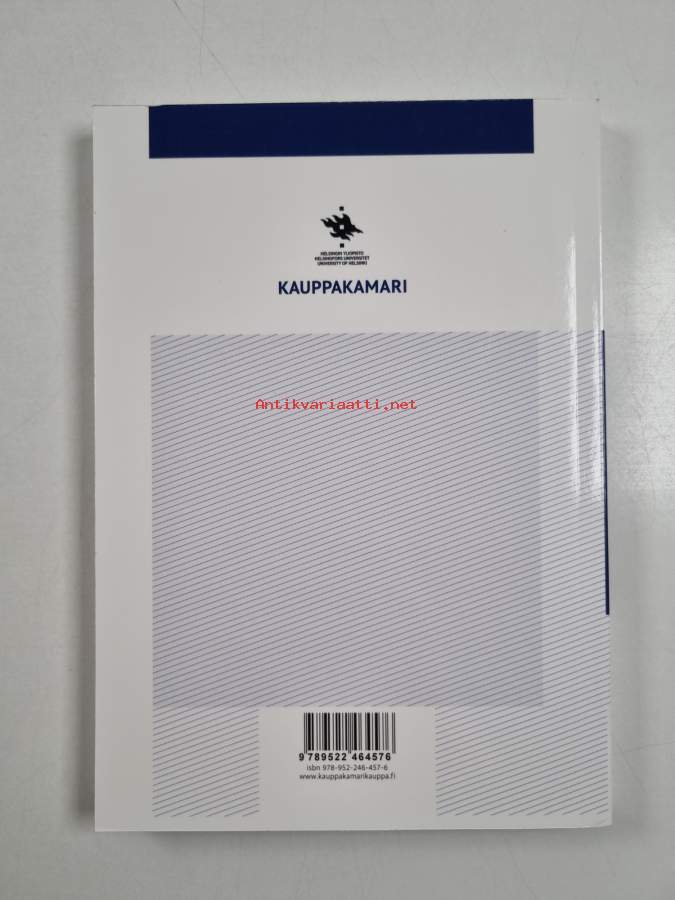 HELSINGIN YLIOPISTO
HELSINGFORS UNIVERSITET
UNIVERSITY OF HELSINKI
KAUPPAKAMARI
Antikvariaatti.net
9 789522 464576
isbn 978-952-246-457-6
www.kauppakamarikauppa.fi